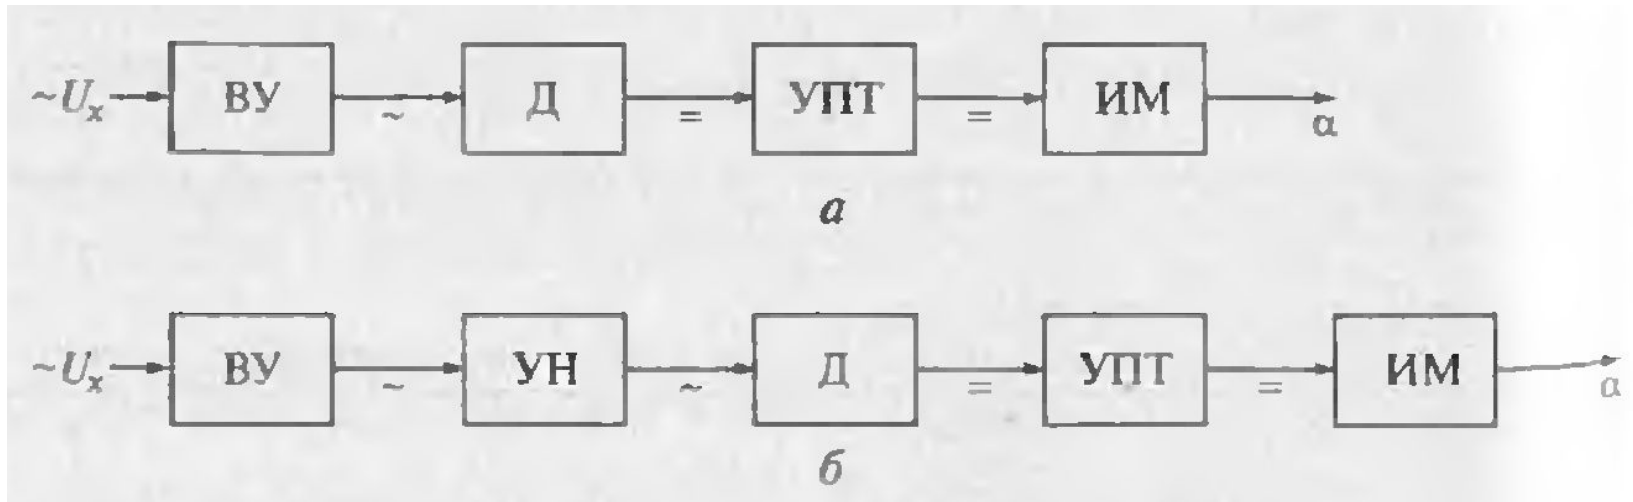 ~Uₓ ВУ ~ Д = УПТ = ИМ α
а
~Uₓ ВУ ~ УН ~ Д = УПТ = ИМ α
б